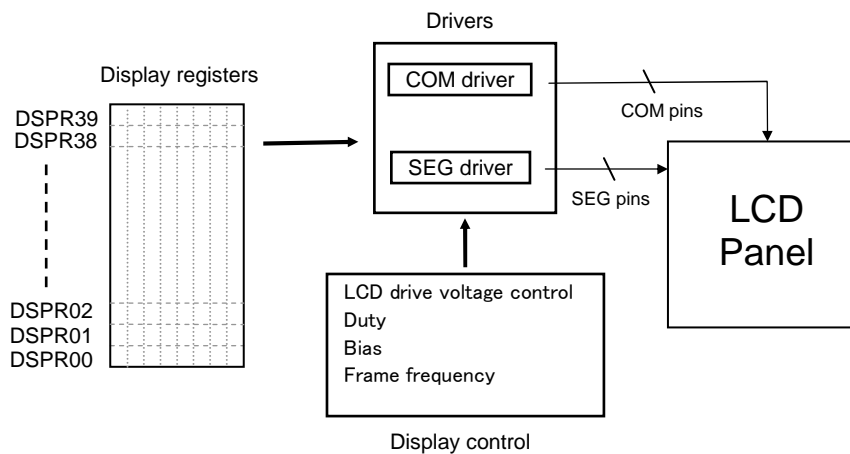 Drivers
Display registers
COM driver
SEG driver
DSPR39
DSPR38
DSPR02
DSPR01
DSPR00
COM pins
SEG pins
LCD
Panel
LCD drive voltage control
Duty
Bias
Frame frequency
Display control